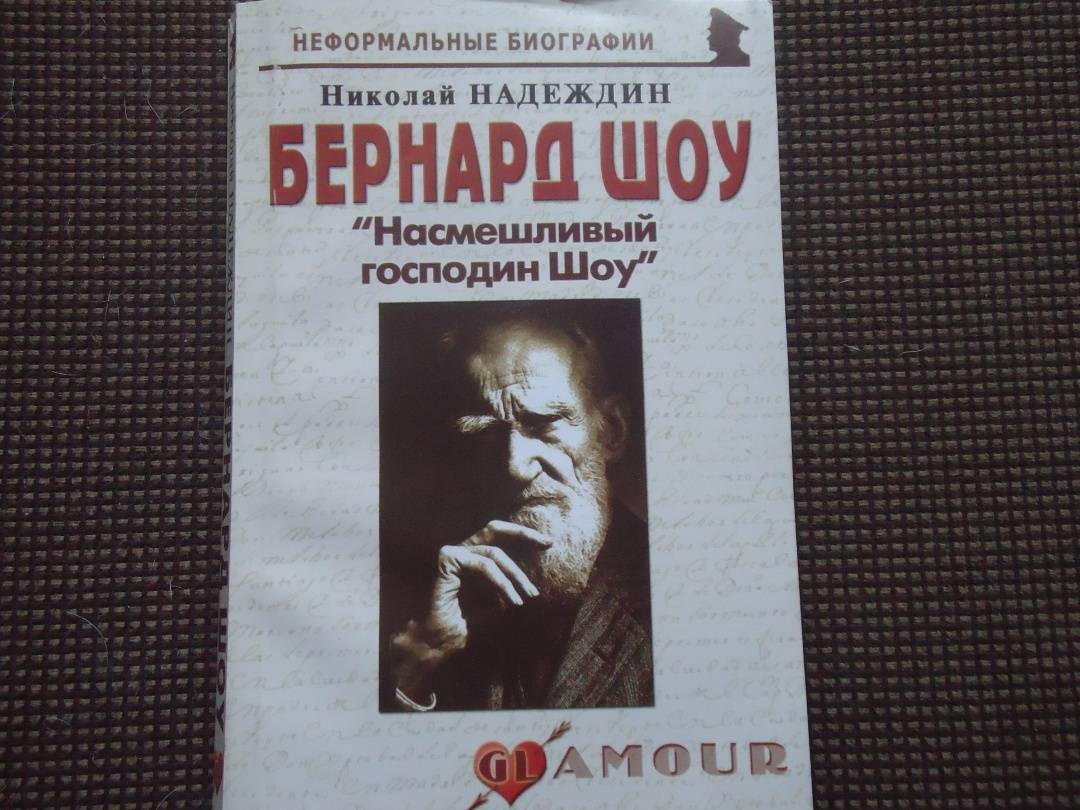 НЕФОРМАЛЬНЫЕ БИОГРАФИИ
Николай НАДЕЖДИН
БЕРНАРД ШОУ
“Насмешливый
господин Шоу”
GLAMOUR